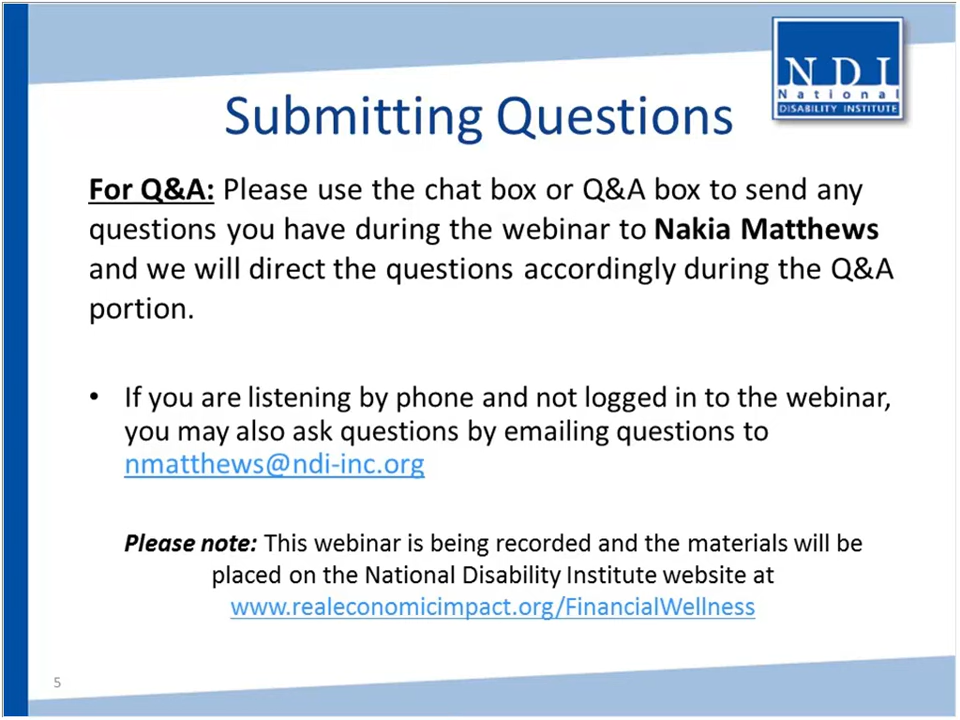 NDI
National
DISABILITY INSTITUTE
Submitting Questions
For Q&A: Please use the chat box or Q&A box to send any
questions you have during the webinar to Nakia Matthews
and we will direct the questions accordingly during the Q&A
portion.
• If you are listening by phone and not logged in to the webinar,
you may also ask questions by emailing questions to
nmatthews@ndi-inc.org
Please note: This webinar is being recorded and the materials will be
placed on the National Disability Institute website at
www.realeconomicimpact.org/FinancialWellness
5